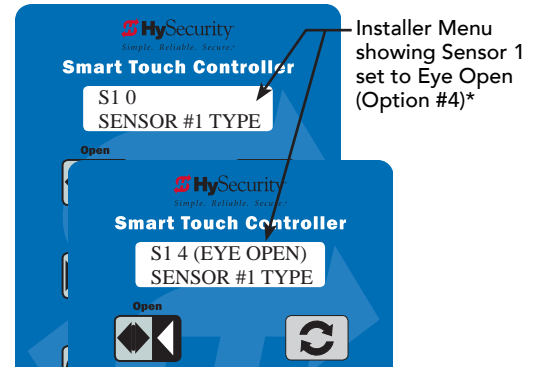 HySecurity
Simple. Reliable. Secure.
Smart Touch Controller
S1 0
SENSOR #1 TYPE
Open
HySecurity
Simple. Reliable. Secure.
Smart Touch Controller
S1 4 (EYE OPEN)
SENSOR #1 TYPE
Open
Installer Menu
showing Sensor 1
set to Eye Open
(Option #4)*